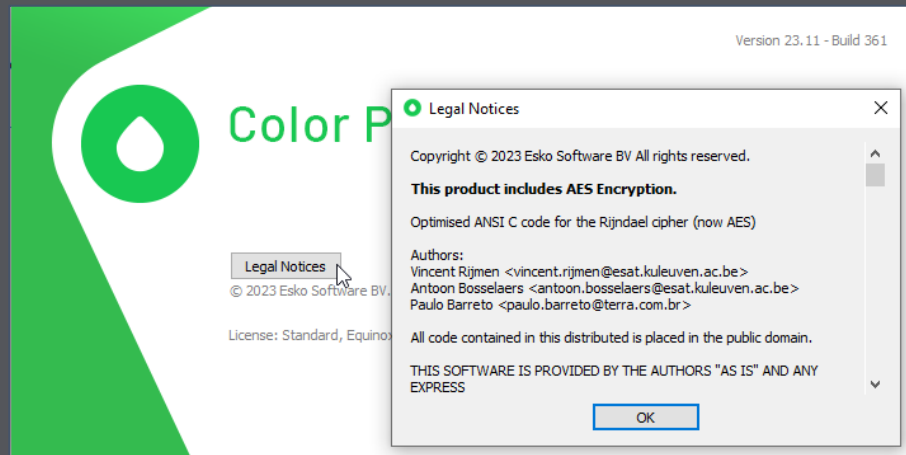 Version 23.11 - Build 361
Color P
Legal Notices
© 2023 Esko Software BV.
License: Standard, Equinox
Legal Notices
Copyright © 2023 Esko Software BV All rights reserved.
This product includes AES Encryption.
Optimised ANSI C code for the Rijndael cipher (now AES)
Authors:
Vincent Rijmen <vincent.rijmen@esat.kuleuven.ac.be>
Antoon Bosselaers <antoon.bosselaers@esat.kuleuven.ac.be>
Paulo Barreto <paulo.barreto@terra.com.br>
All code contained in this distributed is placed in the public domain.
THIS SOFTWARE IS PROVIDED BY THE AUTHORS "AS IS" AND ANY
EXPRESS
OK